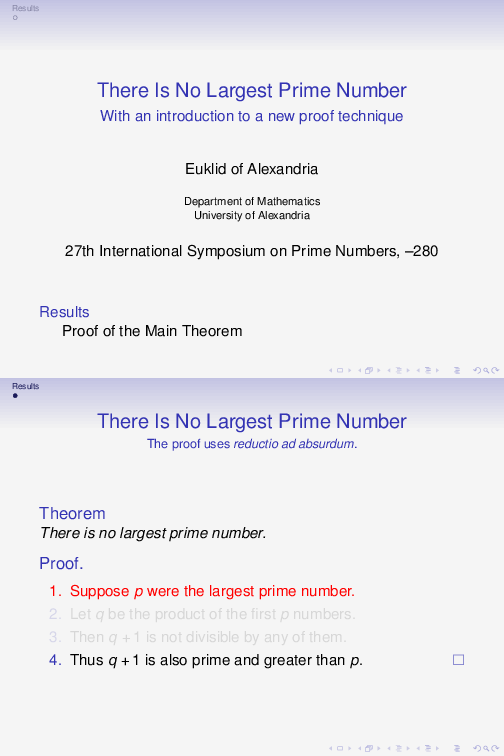 Results
There Is No Largest Prime Number
With an introduction to a new proof technique
Euklid of Alexandria
Department of Mathematics
University of Alexandria
27th International Symposium on Prime Numbers, –280
Results
Proof of the Main Theorem
Results
There Is No Largest Prime Number
The proof uses reductio ad absurdum.
Theorem
There is no largest prime number.
Proof.
1. Suppose p were the largest prime number.
2. Let q be the product of the first p numbers.
3. Then q + 1 is not divisible by any of them.
4. Thus q + 1 is also prime and greater than p.